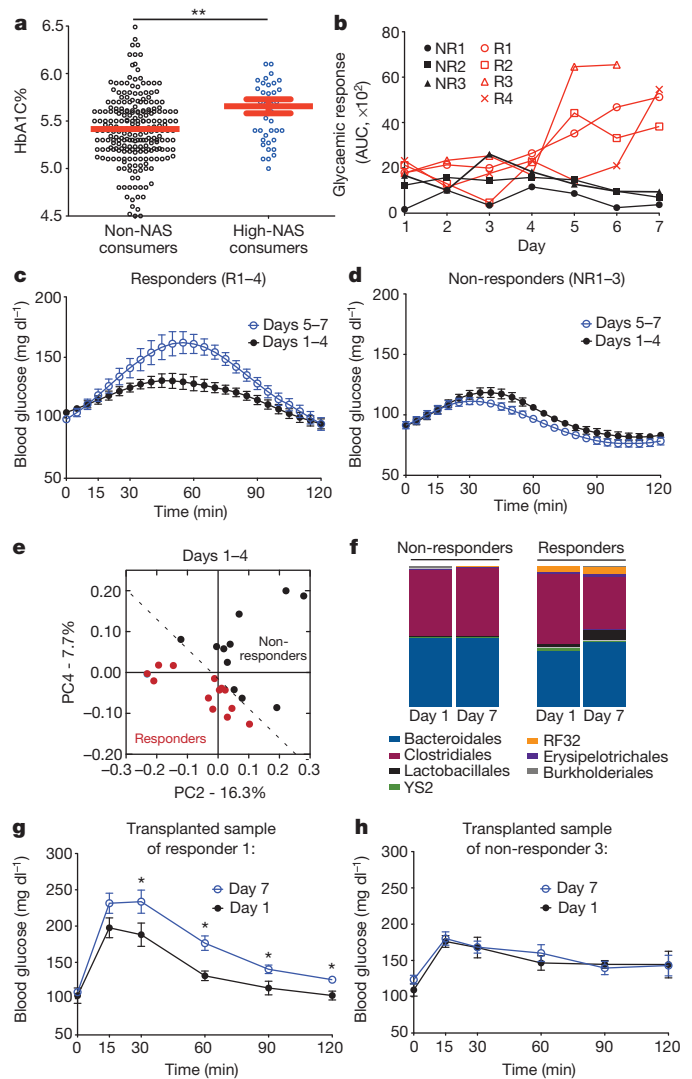 a
**
HbA1C%
6.5
6.0
5.5
5.0
4.5
Non-NAS consumers
High-NAS consumers
b
Glycaemic response
(AUC, ×10²)
80
60
40
20
0
NR1
NR2
NR3
R1
R2
R3
R4
1 2 3 4 5 6 7
Day
c
Responders (R1–4)
Blood glucose (mg dl⁻¹)
200
150
100
50
Days 5–7
Days 1–4
0 15 30 60 90 120
Time (min)
d
Non-responders (NR1–3)
Blood glucose (mg dl⁻¹)
200
150
100
50
Days 5–7
Days 1–4
0 15 30 60 90 120
Time (min)
e
Days 1–4
PC4 - 7.7%
0.20
0.10
0.00
−0.10
−0.20
Non-
responders
Responders
−0.3 −0.2 −0.1 0.0 0.1 0.2 0.3
PC2 - 16.3%
f
Non-responders Responders
Day 1 Day 7 Day 1 Day 7
Bacteroidales
Clostridiales
Lactobacillales
YS2
RF32
Erysipelotrichales
Burkholderiales
g
Transplanted sample
of responder 1:
Blood glucose (mg dl⁻¹)
300
250
200
150
100
50
Day 7
Day 1
* * * *
0 15 30 60 90 120
Time (min)
h
Transplanted sample
of non-responder 3:
Blood glucose (mg dl⁻¹)
300
250
200
150
100
50
Day 7
Day 1
0 15 30 60 90 120
Time (min)